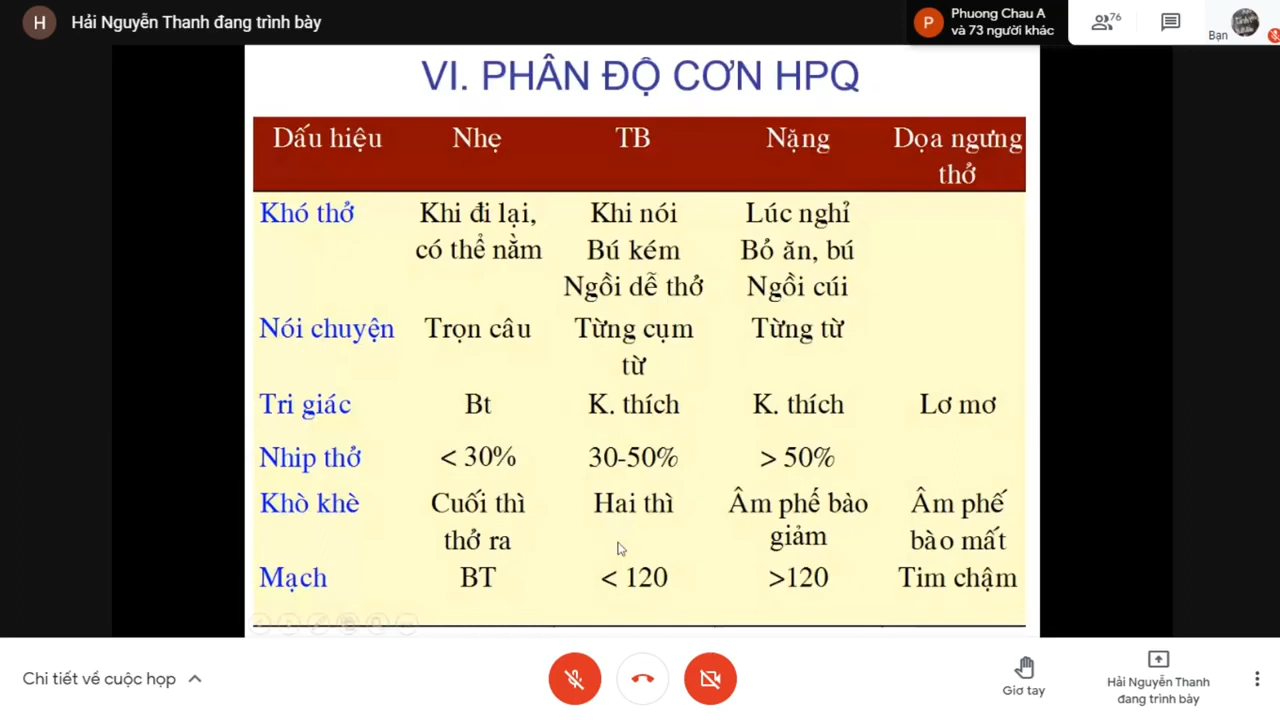 H
Hải Nguyễn Thanh đang trình bày
P
Phuong Chau A
và 73 người khác
76
Bạn
VI. PHÂN ĐỘ CƠN HPQ
Dấu hiệu Nhẹ TB Nặng Dọa ngưng
thở
Khó thở Khi đi lại, Khi nói Lúc nghỉ
có thể nằm Bú kém Bỏ ăn, bú
Ngồi dễ thở Ngồi cúi
Nói chuyện Trọn câu Từng cụm Từng từ
từ
Tri giác Bt K. thích K. thích Lơ mơ
Nhip thở < 30% 30-50% > 50%
Khò khè Cuối thì Hai thì Âm phế bào Âm phế
thở ra giảm bào mất
Mạch BT < 120 >120 Tim chậm
Chi tiết về cuộc họp
Giơ tay
Hải Nguyễn Thanh
đang trình bày